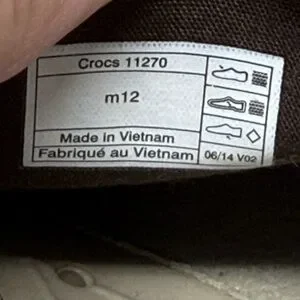 Crocs 11270
m12
Made in Vietnam
Fabriqué au Vietnam
06/14 V02